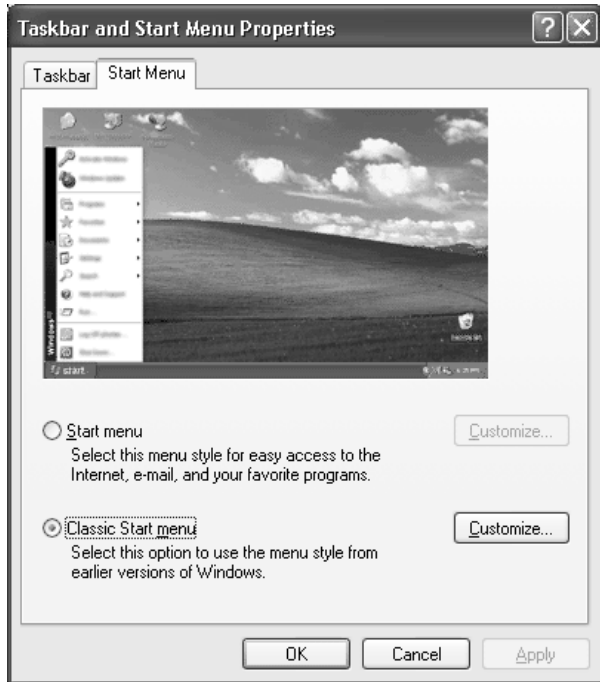 Taskbar and Start Menu Properties
Taskbar
Start Menu
Windows
start
Start menu
Customize...
Select this menu style for easy access to the
Internet, e-mail, and your favorite programs.
Classic Start menu
Customize...
Select this option to use the menu style from
earlier versions of Windows.
OK
Cancel
Apply